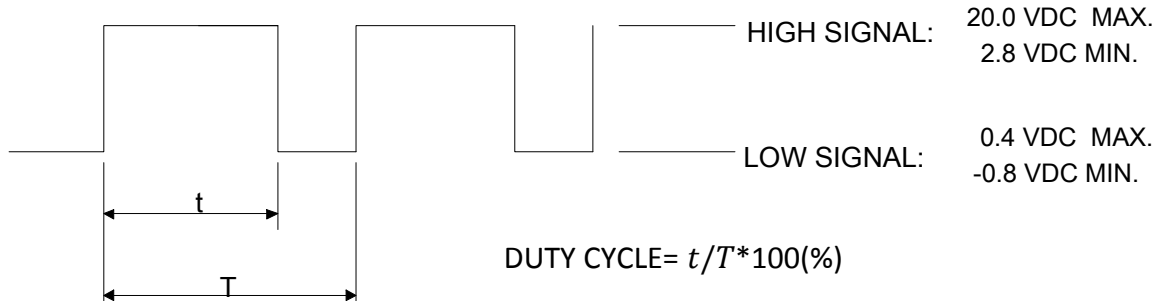 HIGH SIGNAL:
20.0 VDC MAX.
2.8 VDC MIN.
LOW SIGNAL:
0.4 VDC MAX.
-0.8 VDC MIN.
t
T
DUTY CYCLE= t/T*100(%)